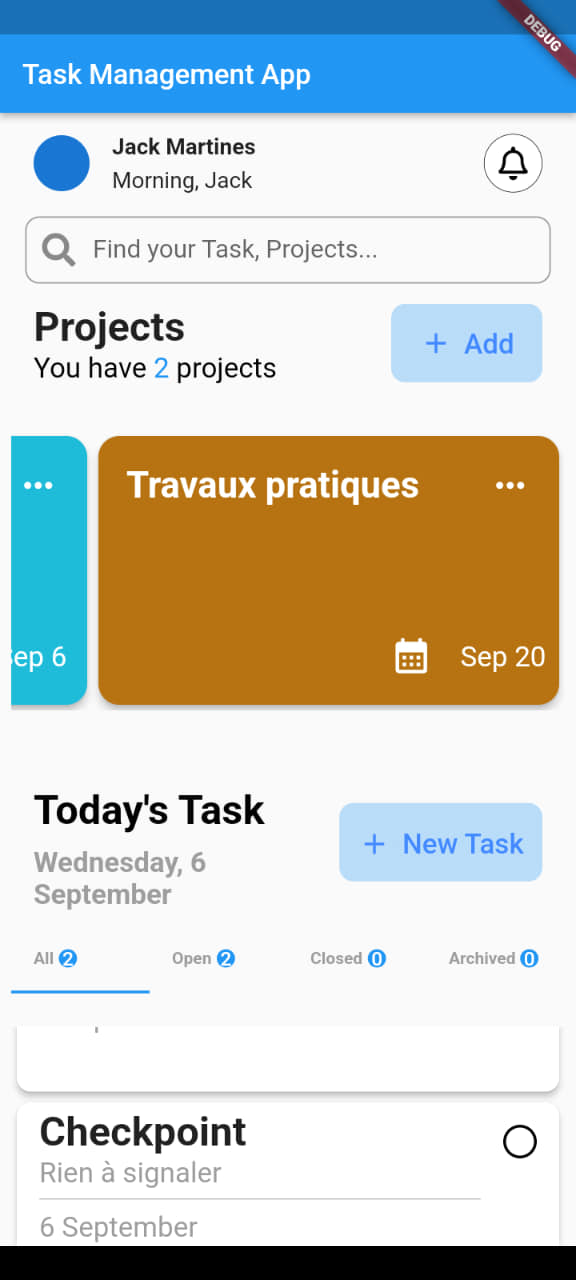 DEBUG
Task Management App
Jack Martines
Morning, Jack
Find your Task, Projects...
Projects
You have 2 projects
+ Add
Travaux pratiques
Sep 6
Sep 20
Today's Task
Wednesday, 6
September
+ New Task
All 2
Open 2
Closed 0
Archived 0
Checkpoint
Rien à signaler
6 September